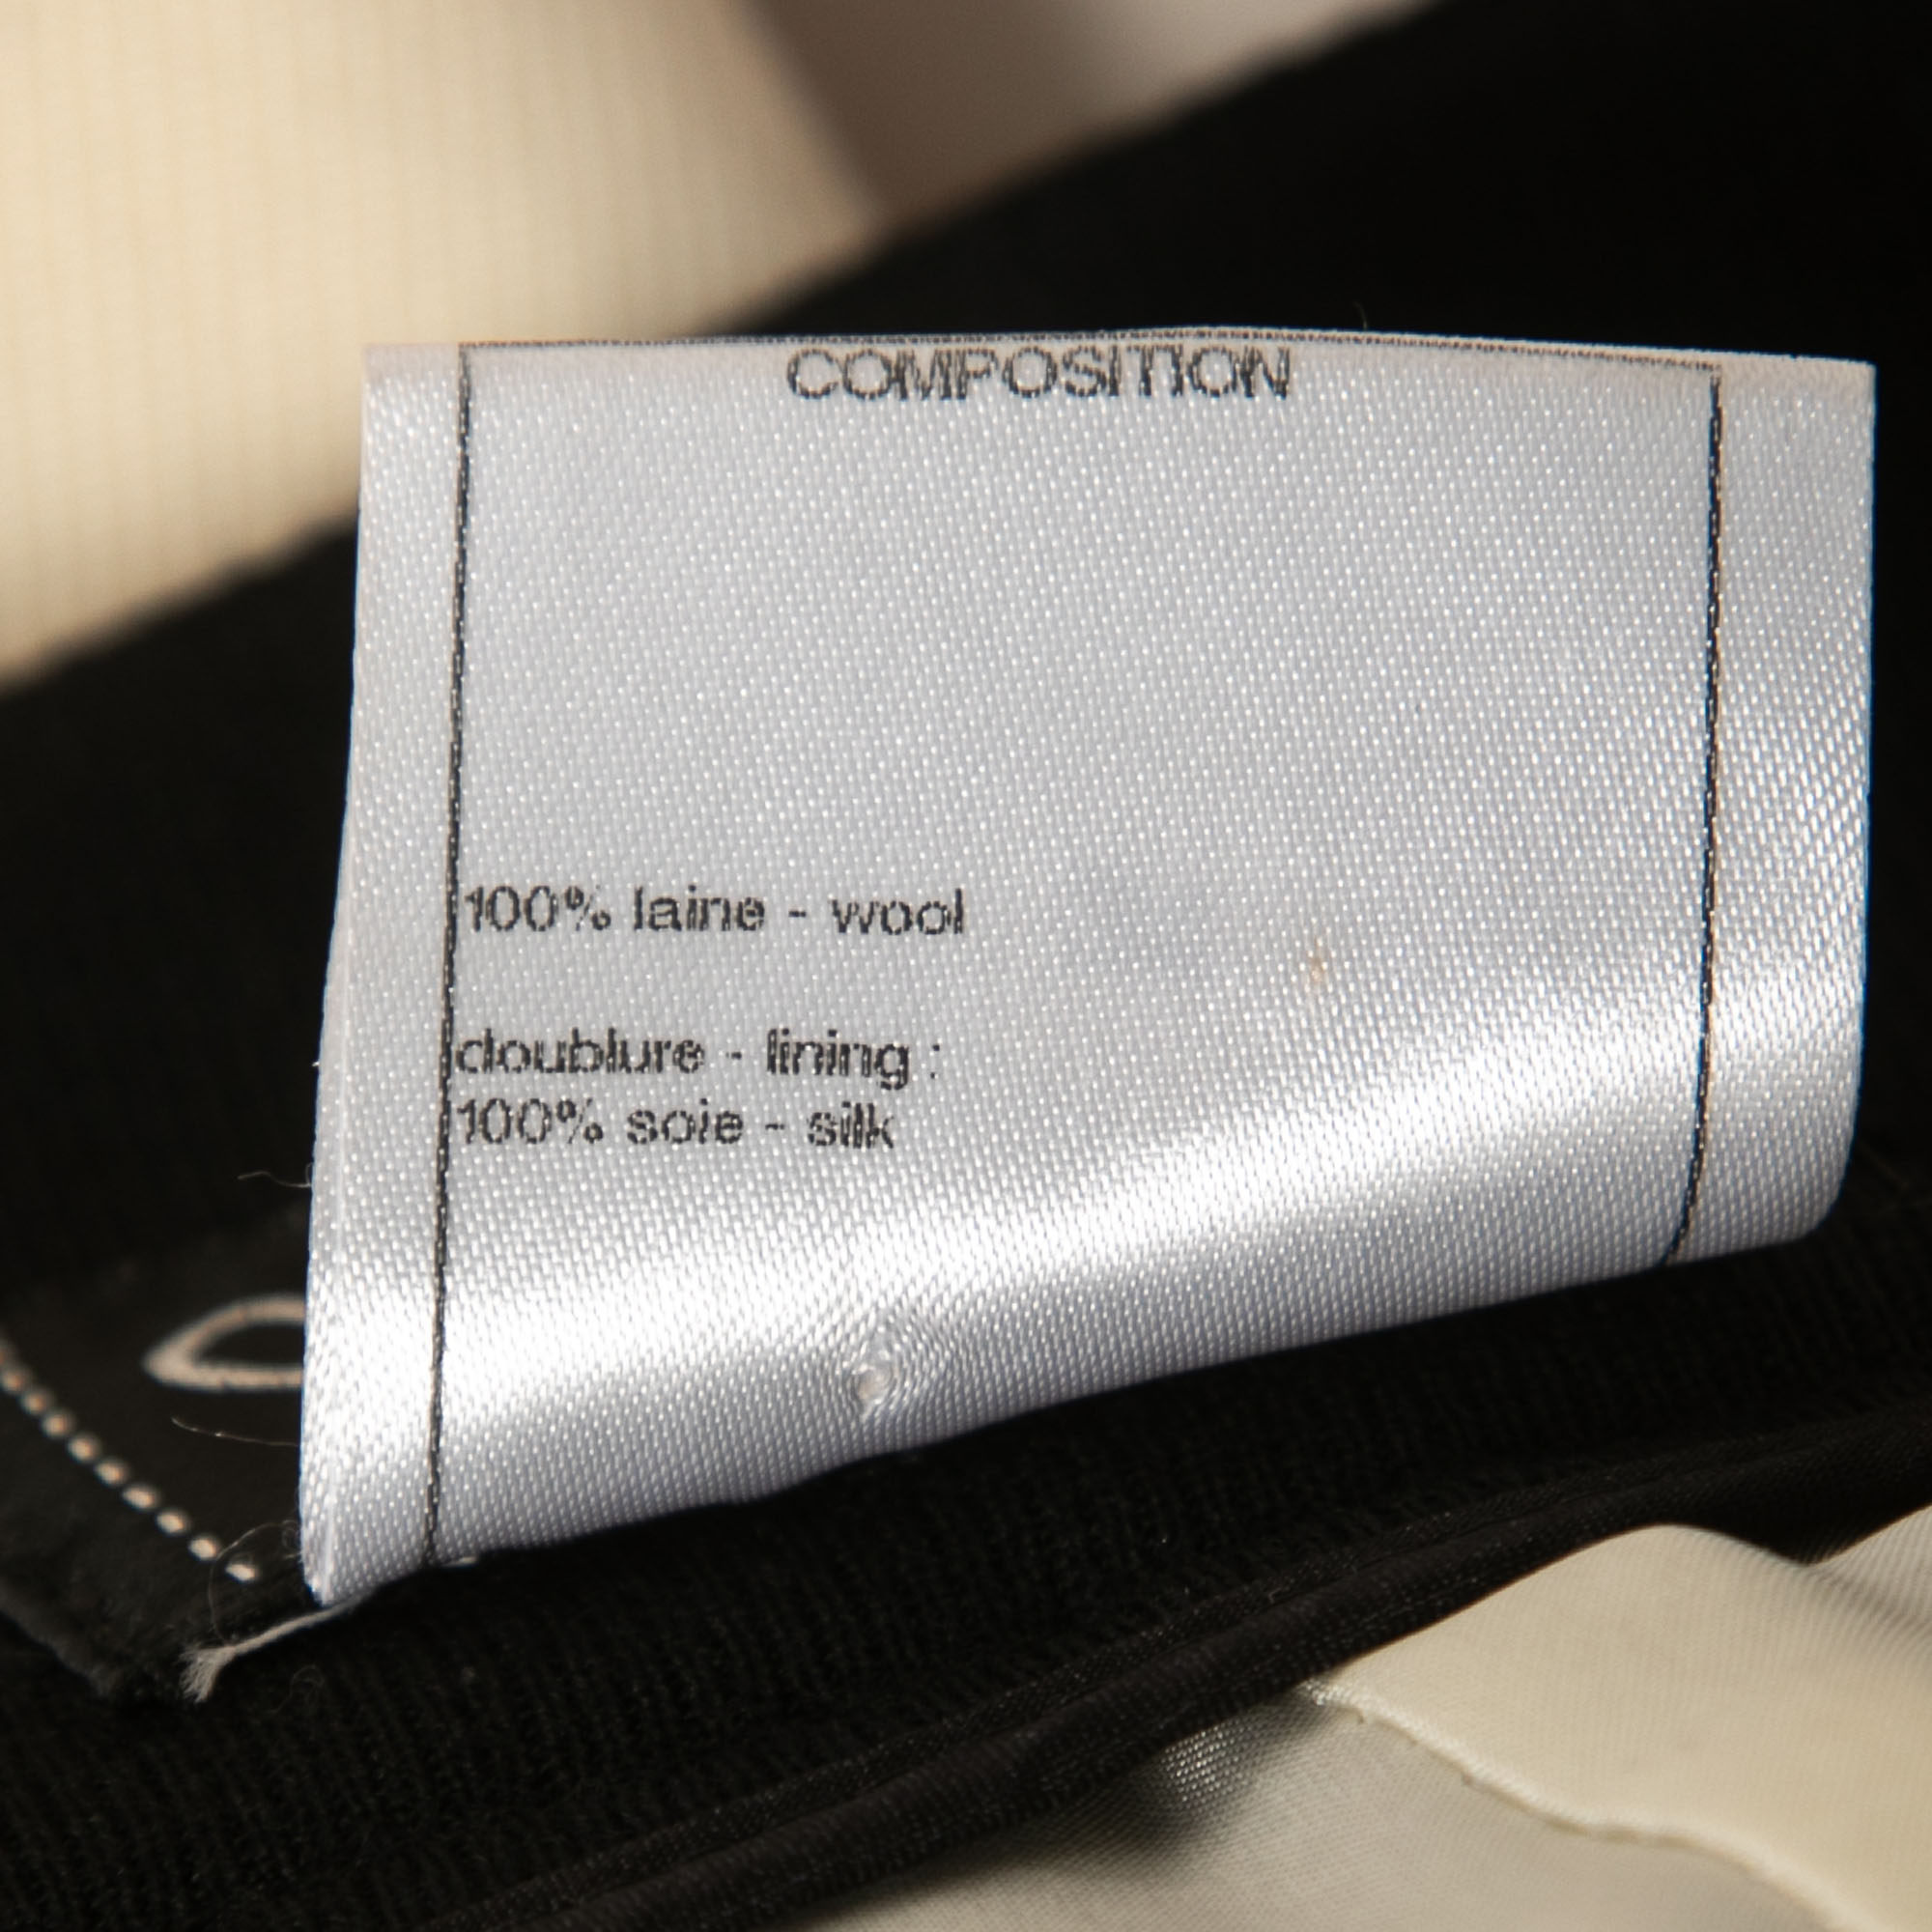 COMPOSITION
100% laine - wool
doublure - lining :
100% soie - silk